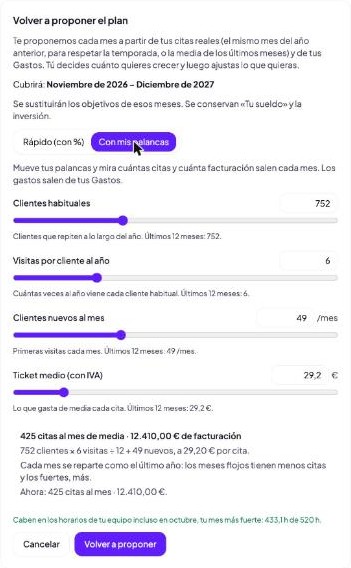 Volver a proponer el plan
Te proponemos cada mes a partir de tus citas reales (el mismo mes del año
anterior, para respetar la temporada, o la media de los últimos meses) y de tus
Gastos. Tú decides cuánto quieres crecer y luego ajustas lo que quieras.
Cubrirá: Noviembre de 2026 – Diciembre de 2027
Se sustituirán los objetivos de esos meses. Se conservan «Tu sueldo» y la
inversión.
Rápido (con %) Con mis palancas
Mueve tus palancas y mira cuántas citas y cuánta facturación salen cada mes. Los
gastos salen de tus Gastos.
Clientes habituales 752
Clientes que repiten a lo largo del año. Últimos 12 meses: 752.
Visitas por cliente al año 6
Cuántas veces al año viene cada cliente habitual. Últimos 12 meses: 6.
Clientes nuevos al mes 49 /mes
Primeras visitas cada mes. Últimos 12 meses: 49 /mes.
Ticket medio (con IVA) 29,2 €
Lo que gasta de media cada cita. Últimos 12 meses: 29,2 €.
425 citas al mes de media · 12.410,00 € de facturación
752 clientes × 6 visitas ÷ 12 + 49 nuevos, a 29,20 € por cita.
Cada mes se reparte como el último año: los meses flojos tienen menos citas
y los fuertes, más.
Ahora: 425 citas al mes · 12.410,00 €.
Caben en los horarios de tu equipo incluso en octubre, tu mes más fuerte: 433,1 h de 520 h.
Cancelar Volver a proponer